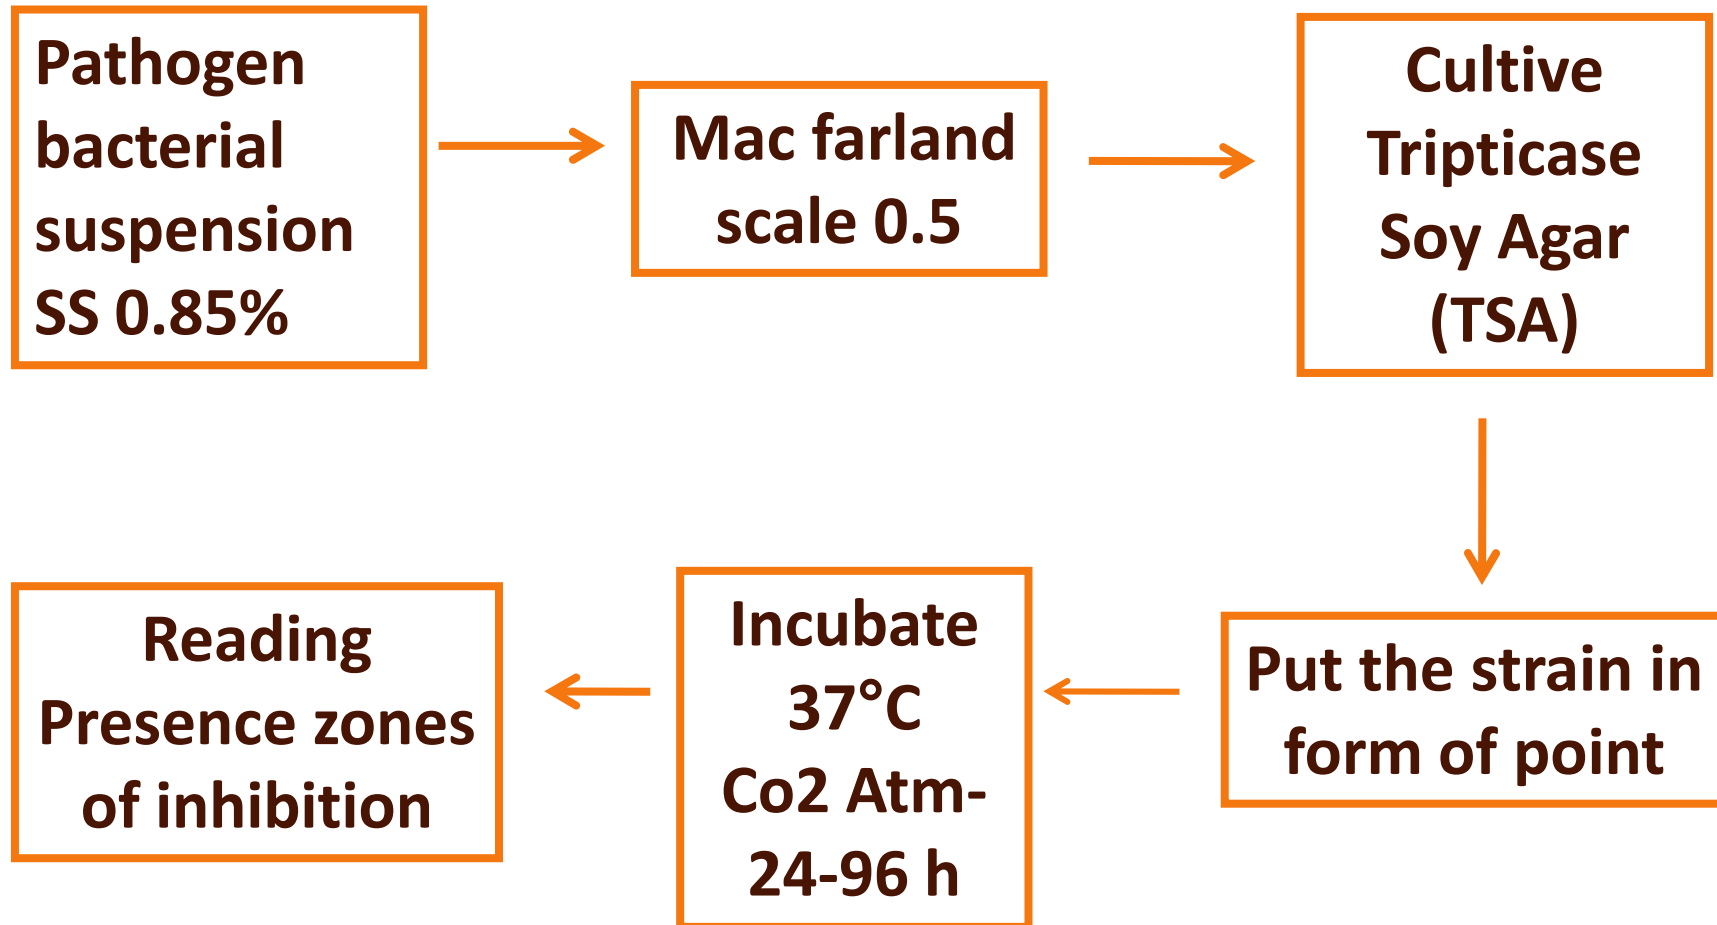 Pathogen
bacterial
suspension
SS 0.85%
Mac farland
scale 0.5
Cultive
Tripticase
Soy Agar
(TSA)
Put the strain in
form of point
Incubate
37°C
Co2 Atm-
24-96 h
Reading
Presence zones
of inhibition